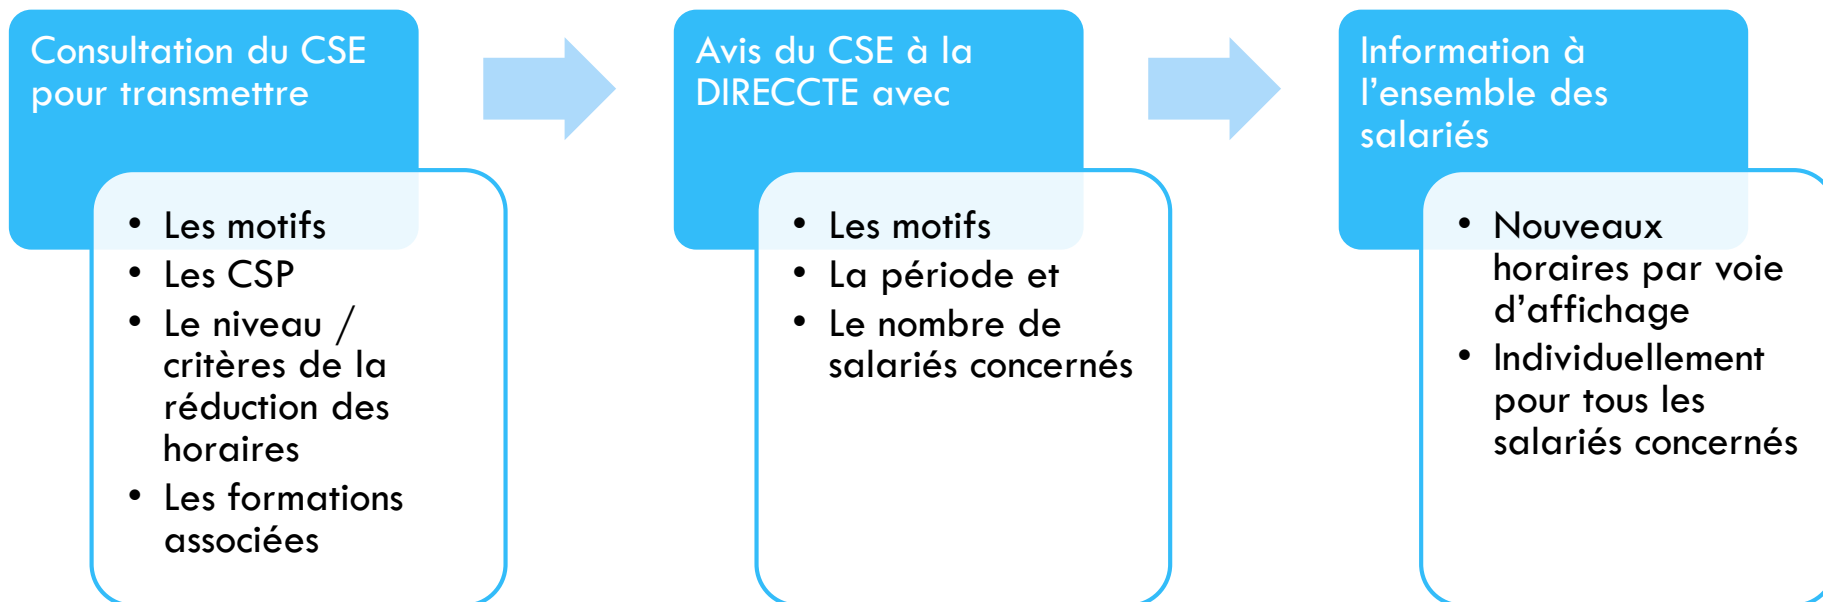 Consultation du CSE
pour transmettre
• Les motifs
• Les CSP
• Le niveau /
critères de la
réduction des
horaires
• Les formations
associées
Avis du CSE à la
DIRECCTE avec
• Les motifs
• La période et
• Le nombre de
salariés concernés
Information à
l’ensemble des
salariés
• Nouveaux
horaires par voie
d’affichage
• Individuellement
pour tous les
salariés concernés